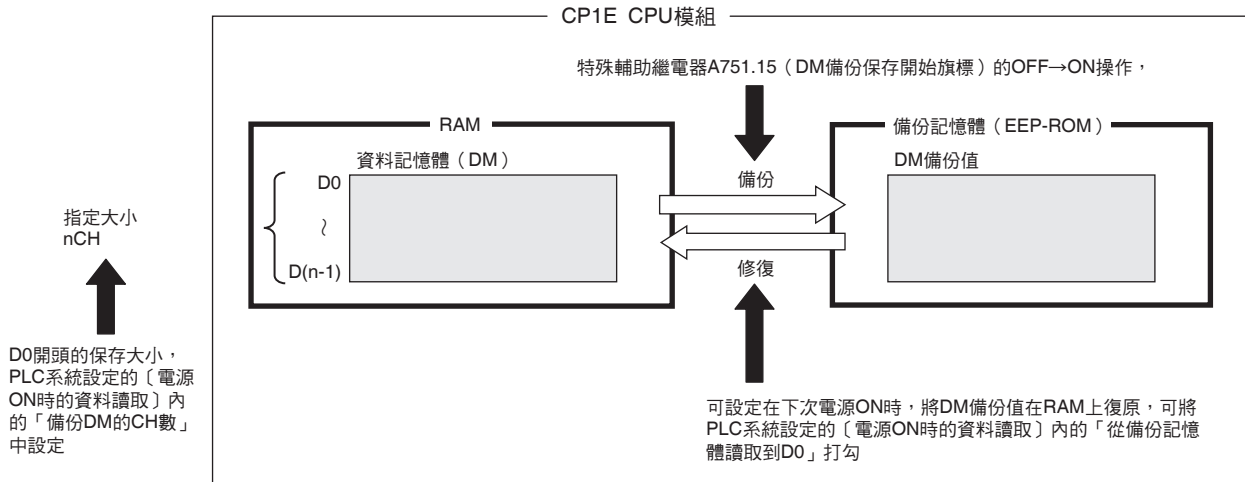 CP1E CPU模組
特殊輔助繼電器A751.15（DM備份保存開始旗標）的OFF→ON操作，
RAM
備份記憶體（EEP-ROM）
資料記憶體（DM）
DM備份值
D0
～
D(n-1)
備份
修復
指定大小
nCH
D0開頭的保存大小，
PLC系統設定的〔電源
ON時的資料讀取〕內
的「備份DM的CH數」
中設定
可設定在下次電源ON時，將DM備份值在RAM上復原，可將
PLC系統設定的〔電源ON時的資料讀取〕內的「從備份記憶
體讀取到D0」打勾